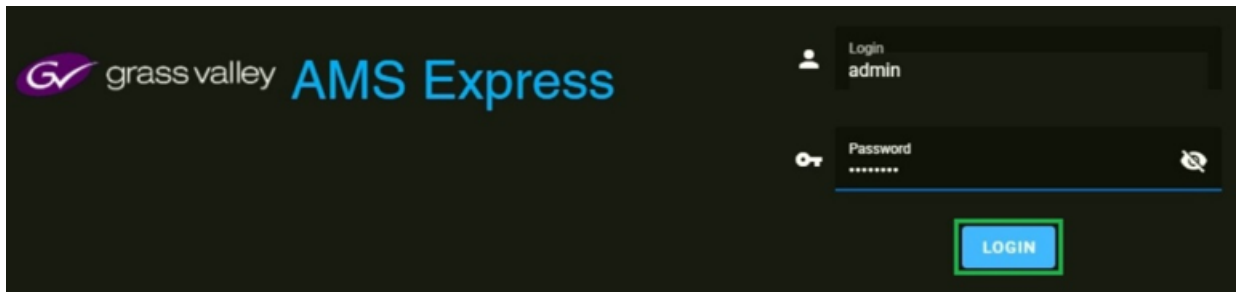 grass valley AMS Express
Login
admin
Password
••••••••
LOGIN